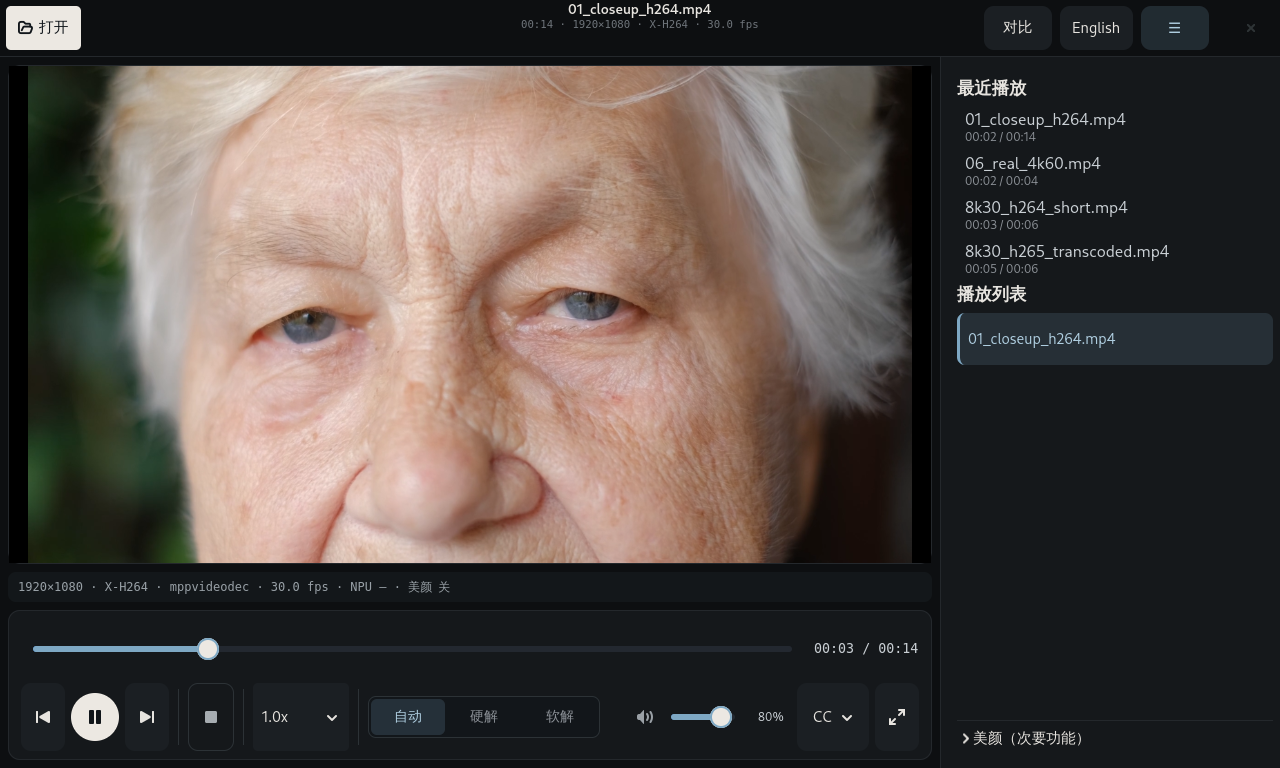 打开
01_closeup_h264.mp4
00:14 · 1920×1080 · X-H264 · 30.0 fps
对比
English
最近播放
01_closeup_h264.mp4
00:02 / 00:14
06_real_4k60.mp4
00:02 / 00:04
8k30_h264_short.mp4
00:03 / 00:06
8k30_h265_transcoded.mp4
00:05 / 00:06
播放列表
01_closeup_h264.mp4
1920×1080 · X-H264 · mppvideodec · 30.0 fps · NPU — · 美颜 关
00:03 / 00:14
1.0x
自动
硬解
软解
80%
CC
美颜（次要功能）